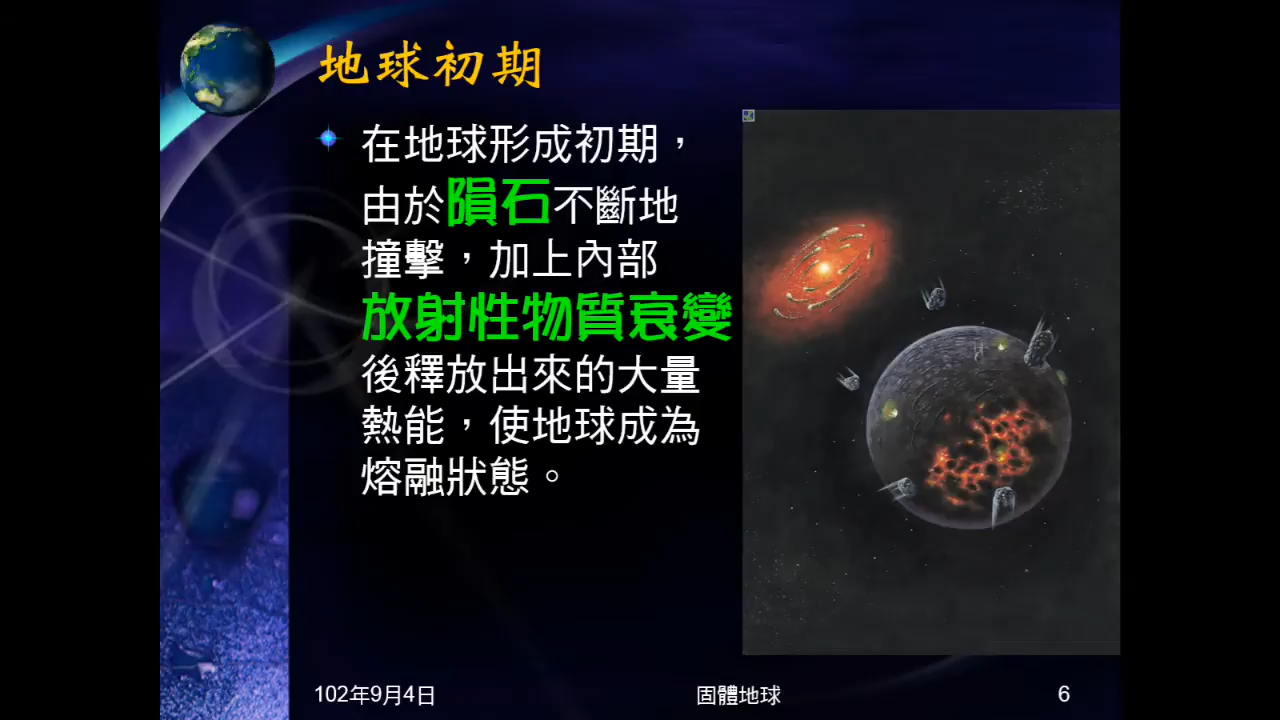 地球初期
在地球形成初期，
由於隕石不斷地
撞擊，加上內部
放射性物質衰變
後釋放出來的大量
熱能，使地球成為
熔融狀態。
102年9月4日
固體地球
6